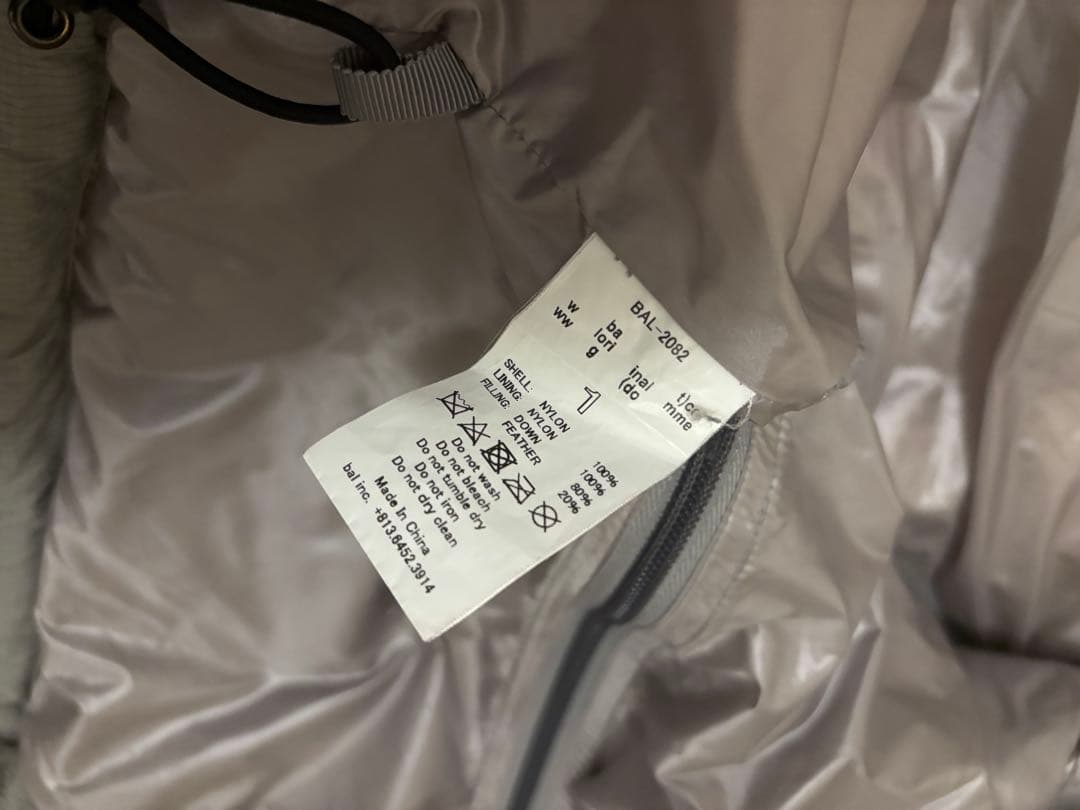 BAL-2082
w ba inal t)co
ww lori (do mme
g
1
SHELL: NYLON 100%
LINING: NYLON 100%
FILLING: DOWN 80%
FEATHER 20%
Do not wash
Do not bleach
Do not tumble dry
Do not iron
Do not dry clean
Made In China
bal inc. +813.6452.3914